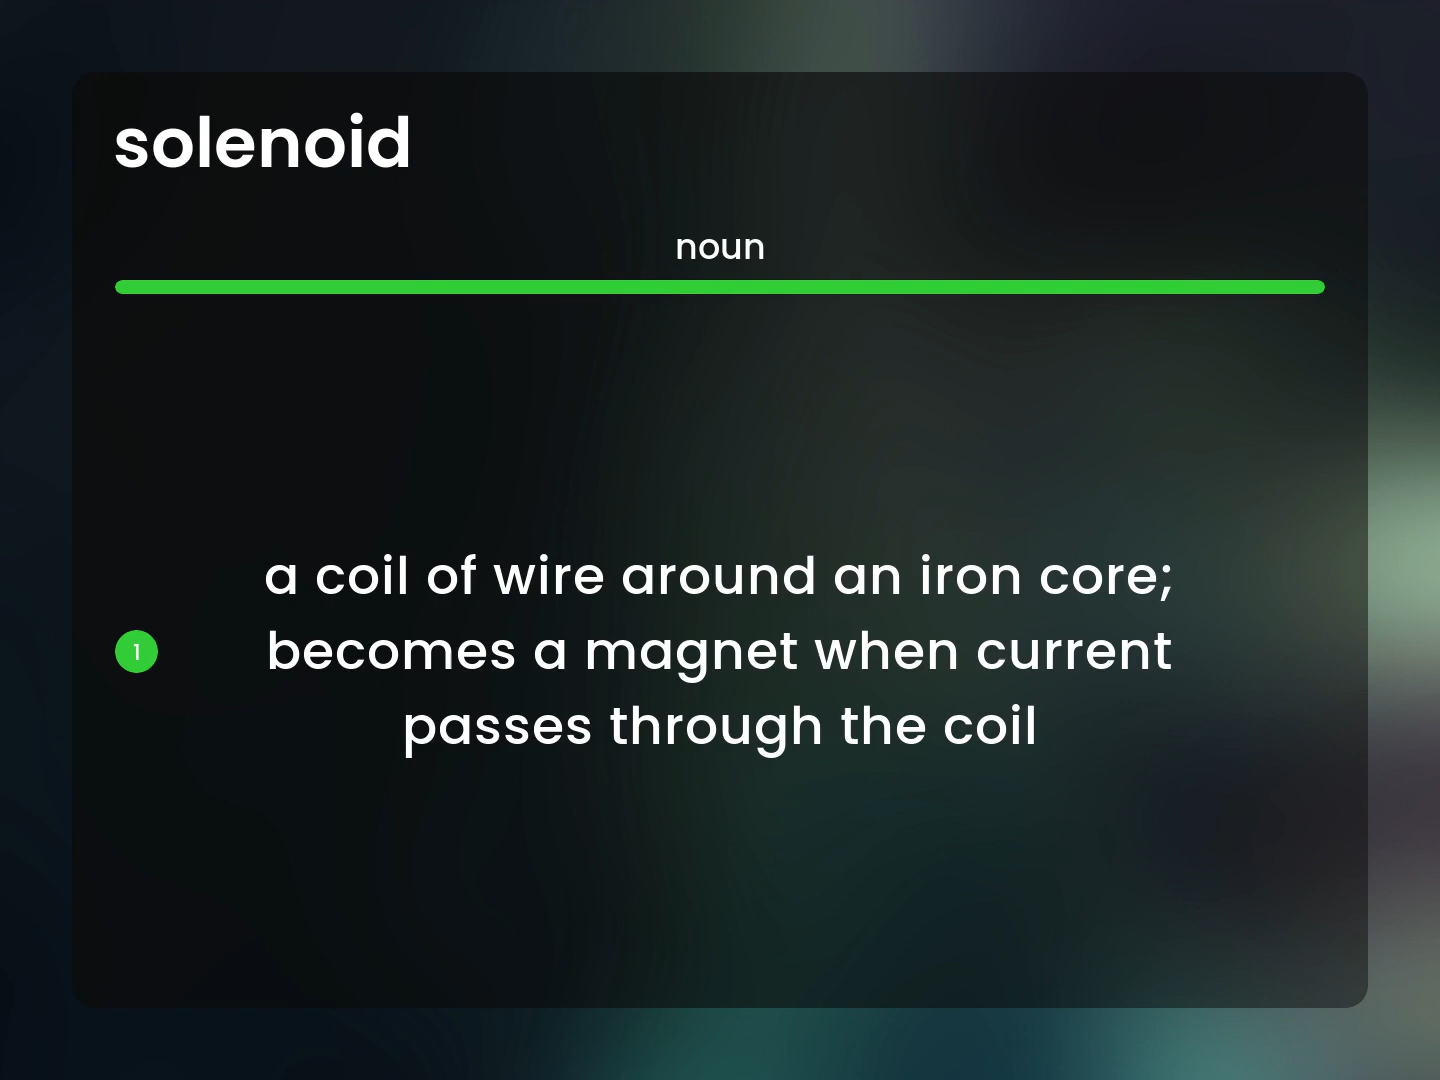 solenoid
noun
1
a coil of wire around an iron core;
becomes a magnet when current
passes through the coil